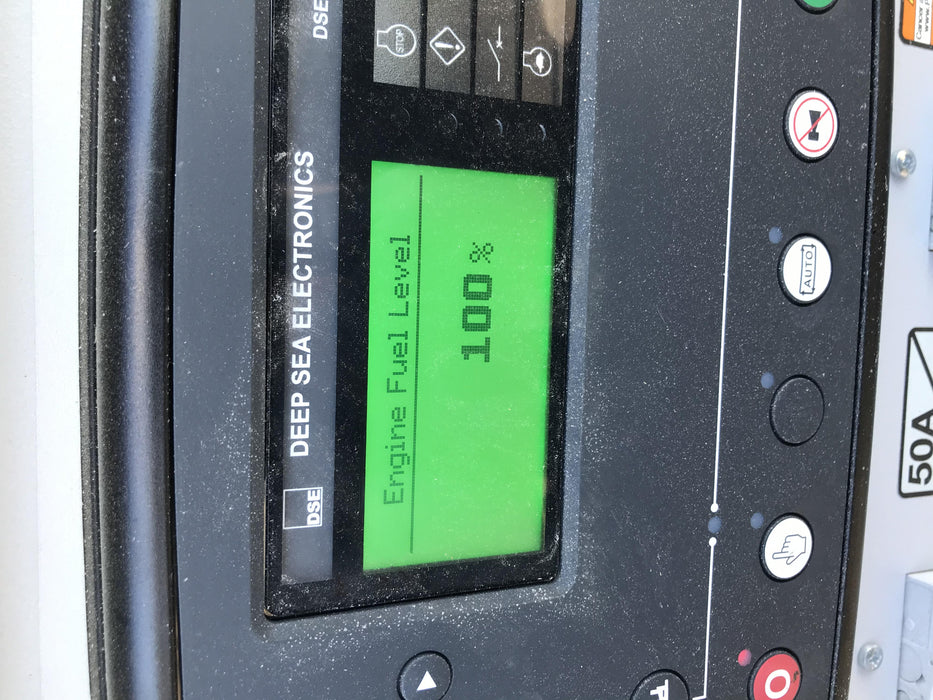 DSE
DEEP SEA ELECTRONICS
DSE
Engine Fuel Level
100 %
STOP
AUTO
50A